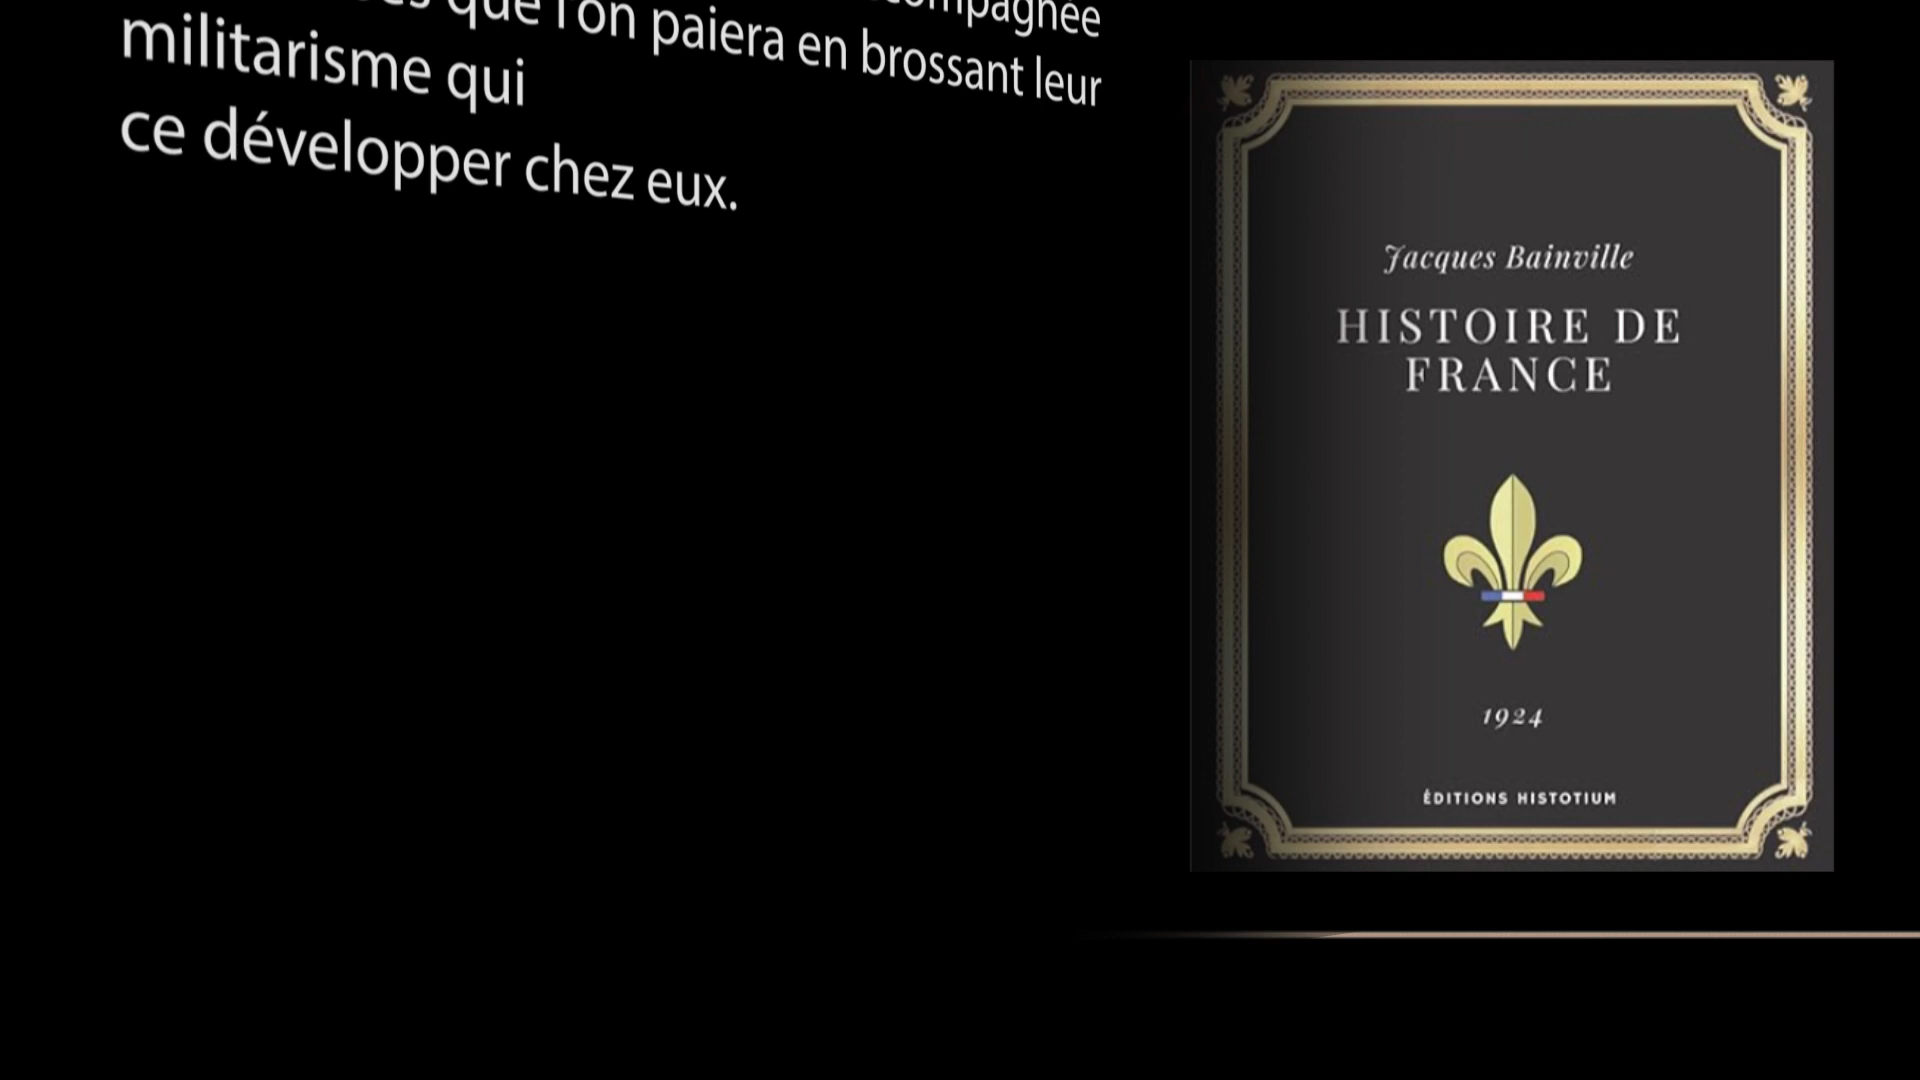 que l'on paiera en brossant leur
militarisme qui
ce développer chez eux.
Jacques Bainville
HISTOIRE DE
FRANCE
1924
ÉDITIONS HISTOTIUM